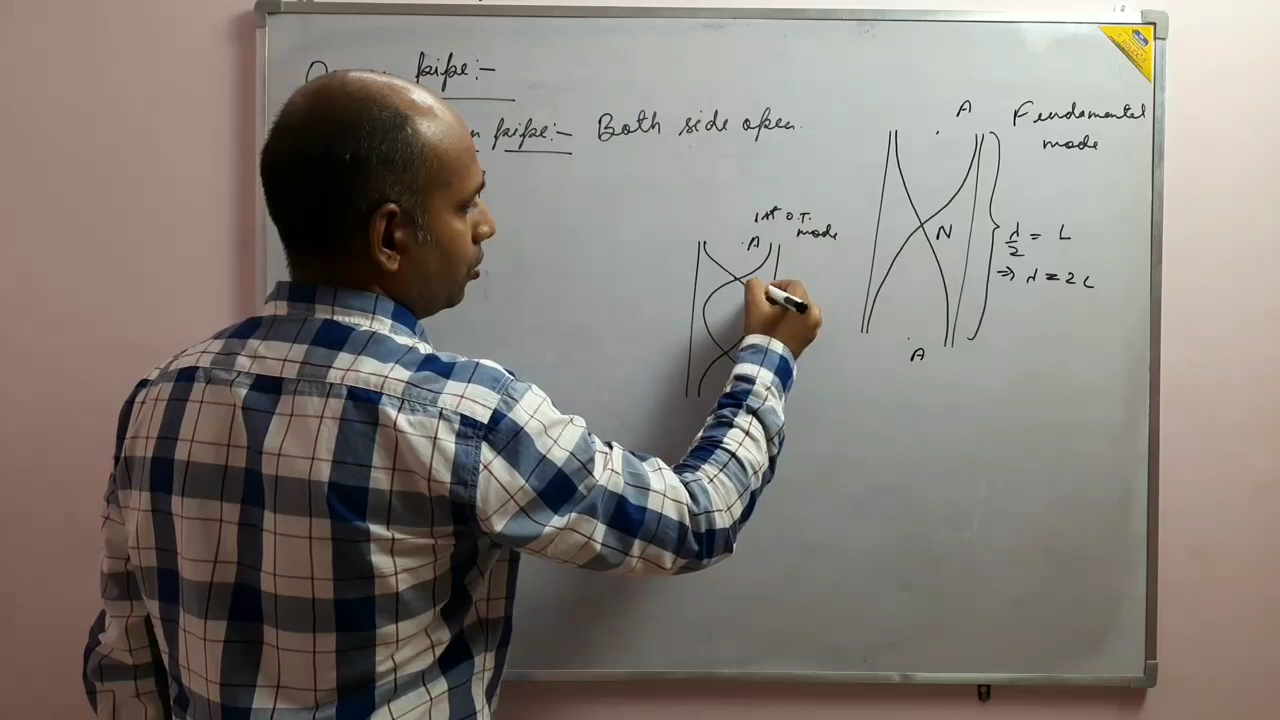 pipe:-
pipe:- Both side open.
1st O.T.
mode
A
A
Fundamental
mode
N
λ/2 = L
⇒ λ = 2L
A